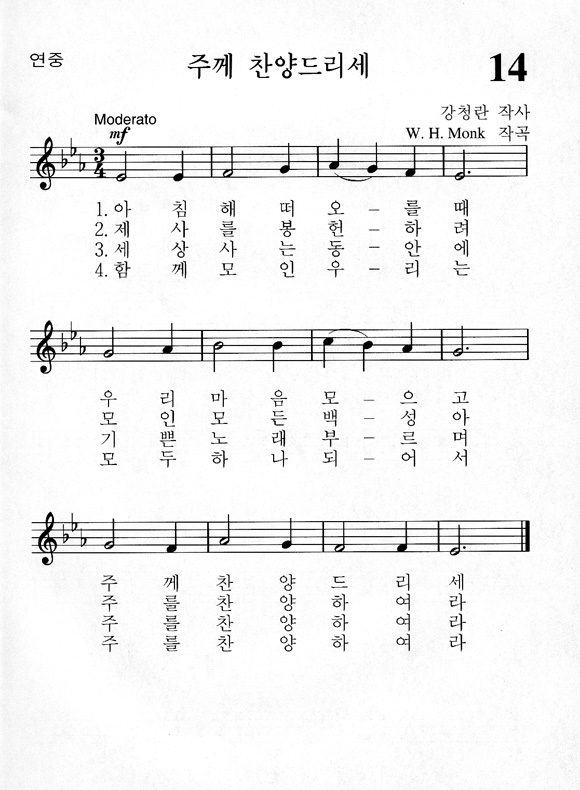 연중
주께 찬양드리세
14
강청란 작사
Moderato
W. H. Monk 작곡
mf
3
4
1. 아 침 해 떠 오 – 를 때
2. 제 사 를 봉 헌 – 하 려
3. 세 상 사 는 동 – 안 에
4. 함 께 모 인 우 – 리 는
우 리 마 음 모 – 으 고
모 인 모 든 백 – 성 아
기 쁜 노 래 부 – 르 며
모 두 하 나 되 – 어 서
주 께 찬 양 드 리 세
주 를 찬 양 하 여 라
주 를 찬 양 하 여 라
주 를 찬 양 하 여 라